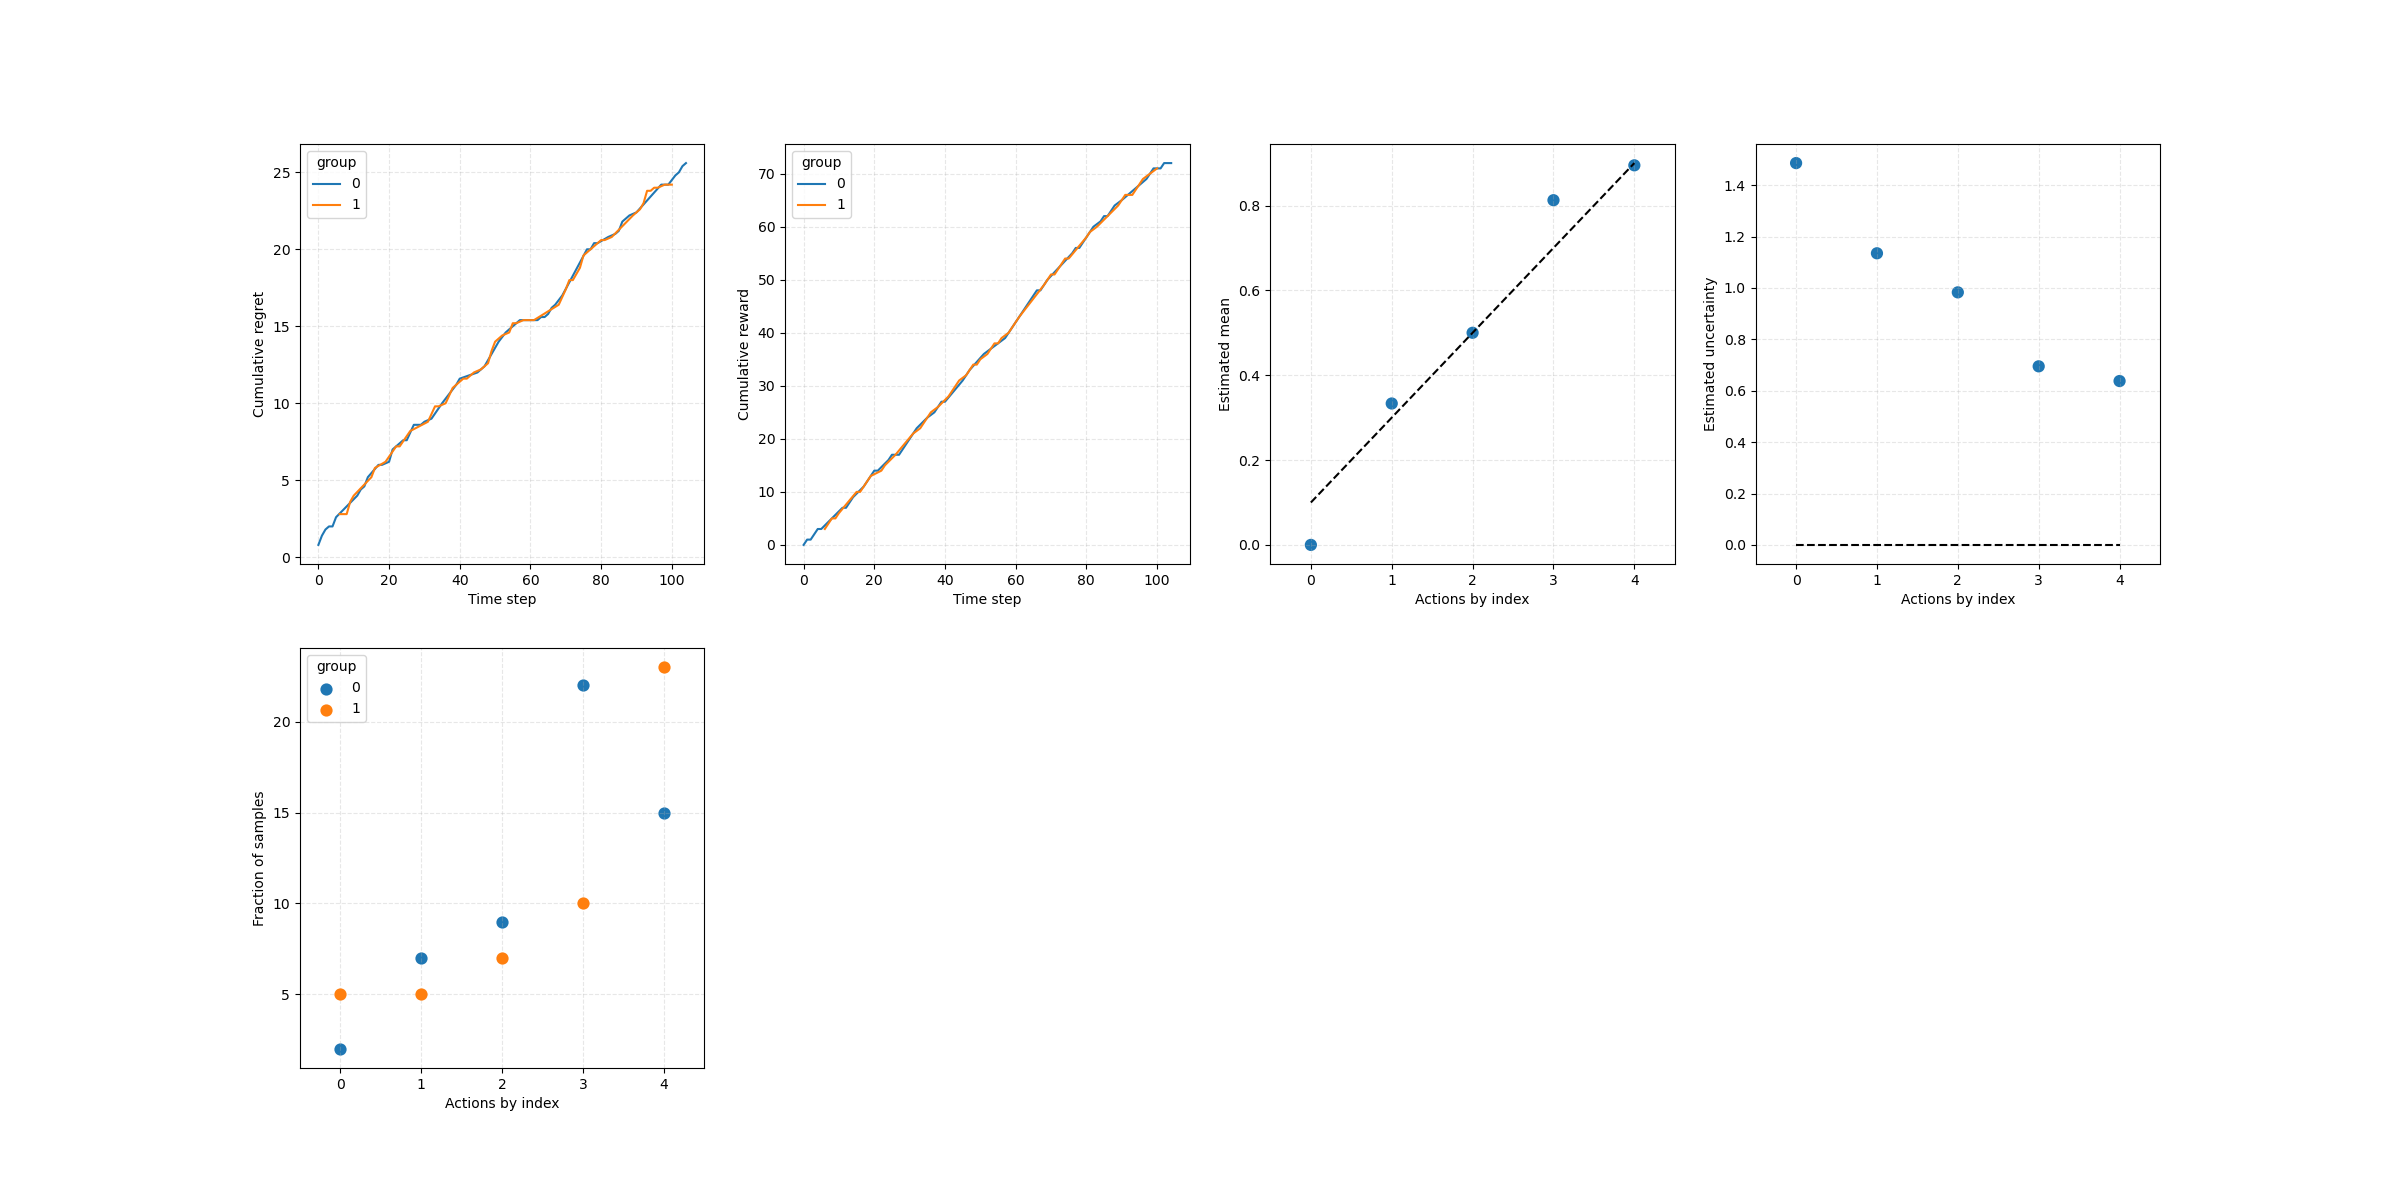 group
0
1
25
20
15
10
5
0
Cumulative regret
0 20 40 60 80 100
Time step
group
0
1
70
60
50
40
30
20
10
0
Cumulative reward
0 20 40 60 80 100
Time step
0.8
0.6
0.4
0.2
0.0
Estimated mean
0 1 2 3 4
Actions by index
1.4
1.2
1.0
0.8
0.6
0.4
0.2
0.0
Estimated uncertainty
0 1 2 3 4
Actions by index
group
0
1
20
15
10
5
Fraction of samples
0 1 2 3 4
Actions by index